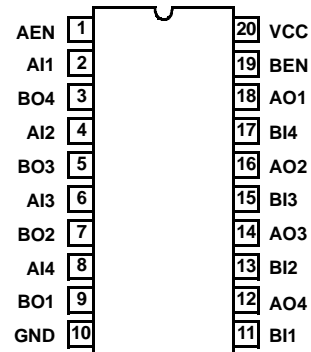 AEN 1 20 VCC
AI1 2 19 BEN
BO4 3 18 AO1
AI2 4 17 BI4
BO3 5 16 AO2
AI3 6 15 BI3
BO2 7 14 AO3
AI4 8 13 BI2
BO1 9 12 AO4
GND 10 11 BI1